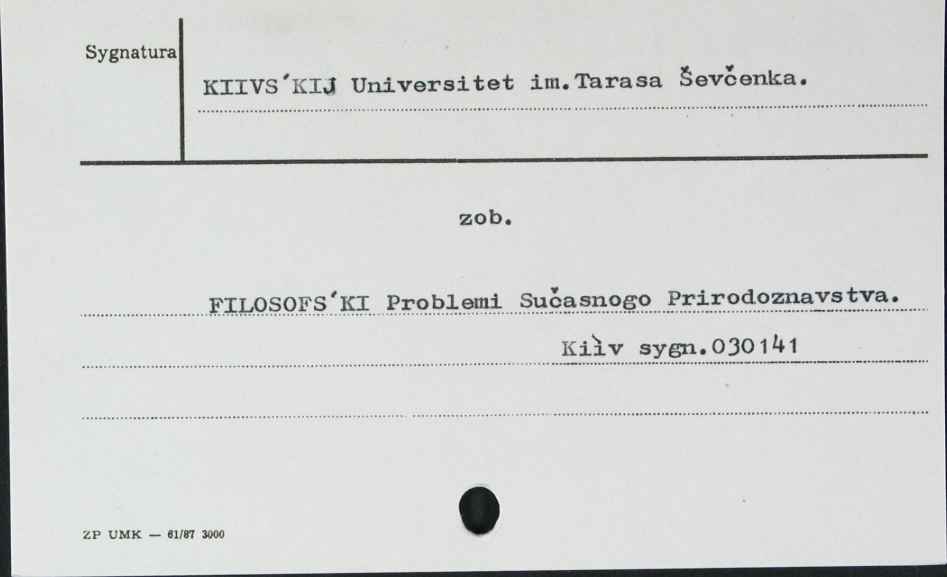 Sygnatura
KIIVS´KIJ Universitet im.Tarasa Ševčenka.
zob.
FILOSOFS´KI Problemi Sučasnogo Prirodoznavstva.
Kiìv sygn.030141
ZP UMK — 61/87 3000